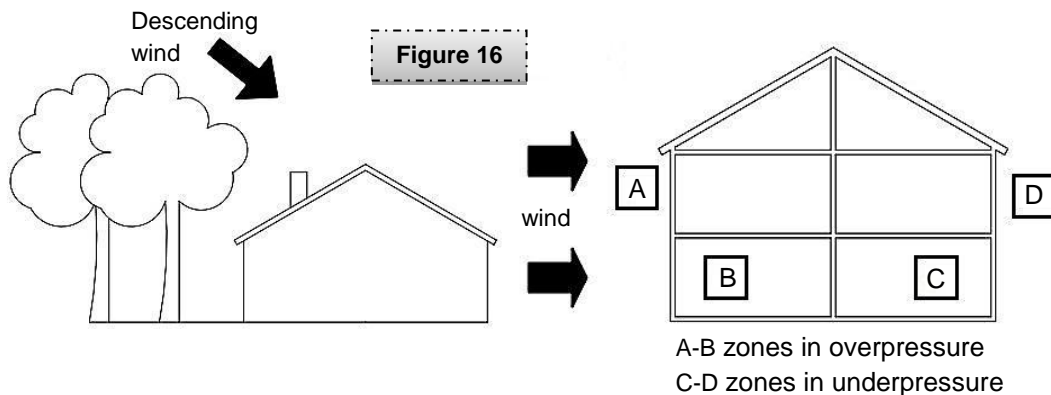 Descending
wind
Figure 16
wind
A
B
C
D
A-B zones in overpressure
C-D zones in underpressure